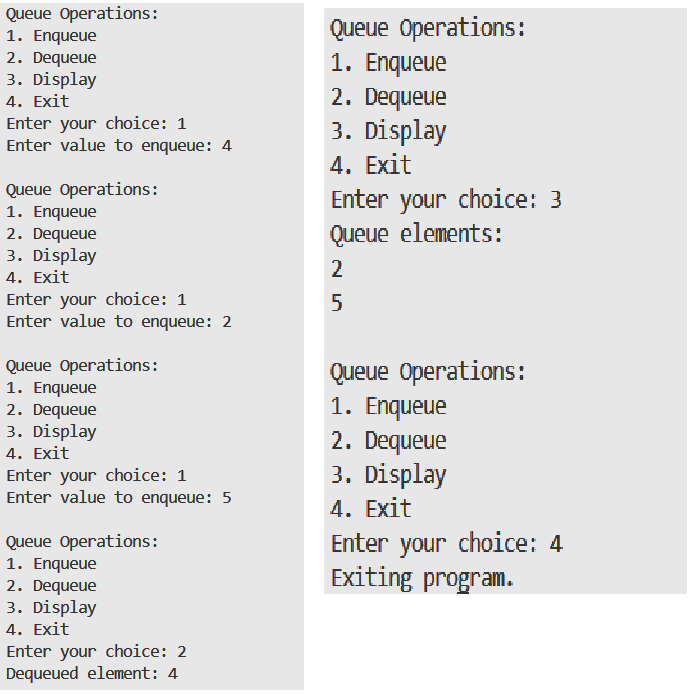 Queue Operations:
1. Enqueue
2. Dequeue
3. Display
4. Exit
Enter your choice: 1
Enter value to enqueue: 4

Queue Operations:
1. Enqueue
2. Dequeue
3. Display
4. Exit
Enter your choice: 1
Enter value to enqueue: 2

Queue Operations:
1. Enqueue
2. Dequeue
3. Display
4. Exit
Enter your choice: 1
Enter value to enqueue: 5

Queue Operations:
1. Enqueue
2. Dequeue
3. Display
4. Exit
Enter your choice: 2
Dequeued element: 4

Queue Operations:
1. Enqueue
2. Dequeue
3. Display
4. Exit
Enter your choice: 3
Queue elements:
2
5

Queue Operations:
1. Enqueue
2. Dequeue
3. Display
4. Exit
Enter your choice: 4
Exiting program.